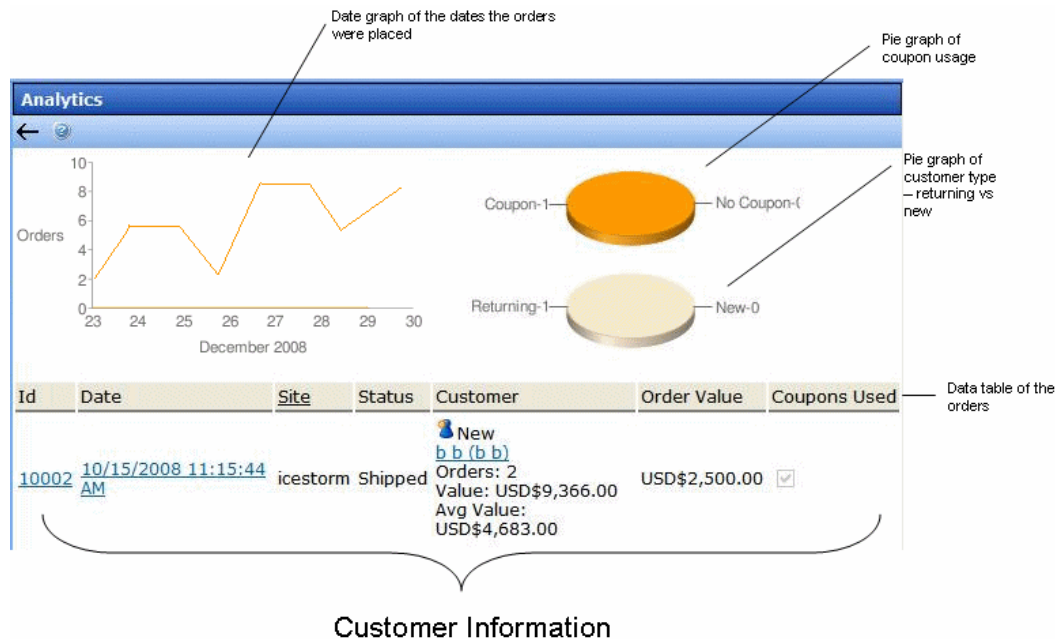 Date graph of the dates the orders
were placed
Pie graph of
coupon usage
Analytics
Pie graph of
customer type
– returning vs
new
10
8
6
4
2
0
Orders
23 24 25 26 27 28 29 30
December 2008
Coupon-1
No Coupon-(
Returning-1
New-0
Data table of the
orders
Id Date Site Status Customer Order Value Coupons Used
10002
10/15/2008 11:15:44
AM
icestorm
Shipped
New
b b (b b)
Orders: 2
Value: USD$9,366.00
Avg Value:
USD$4,683.00
USD$2,500.00
Customer Information